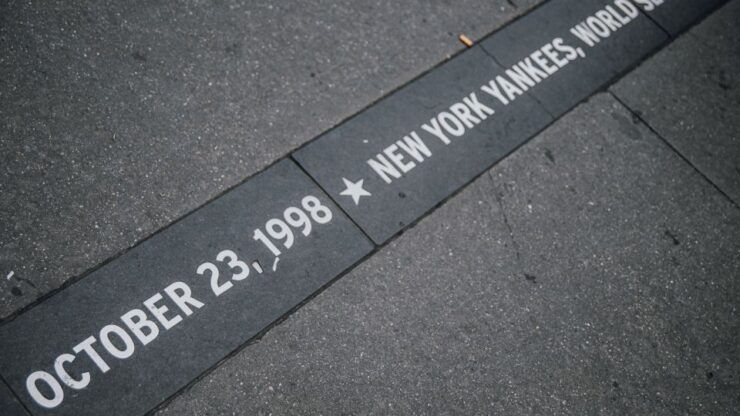 OCTOBER 23, 1998 ★ NEW YORK YANKEES, WORLD